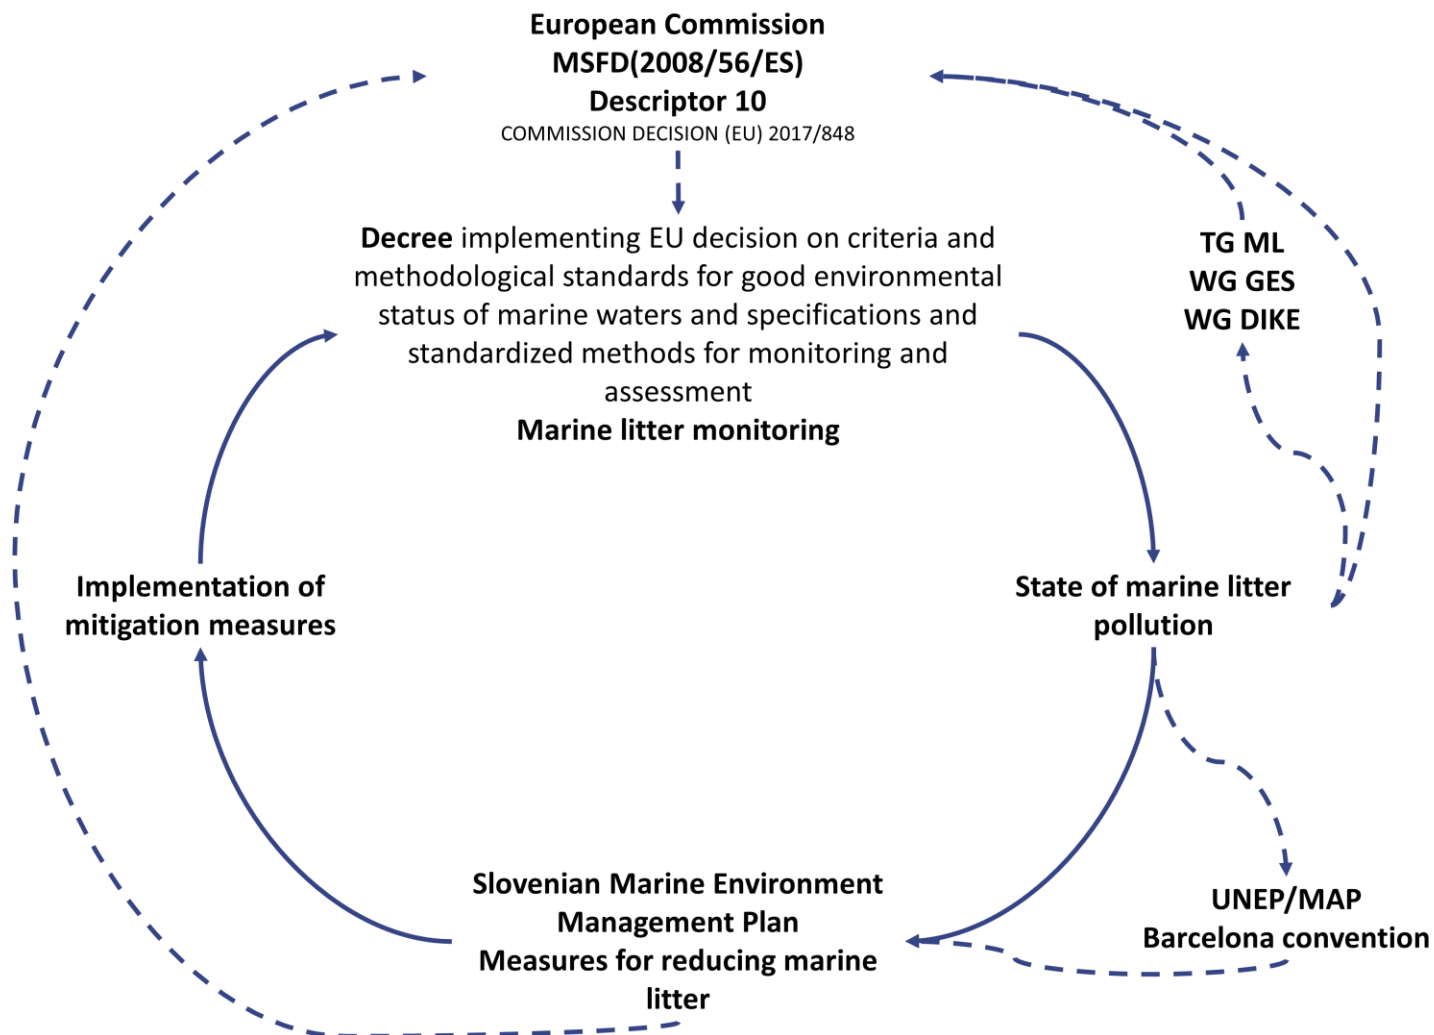 European Commission
MSFD(2008/56/ES)
Descriptor 10
COMMISSION DECISION (EU) 2017/848
Decree implementing EU decision on criteria and
methodological standards for good environmental
status of marine waters and specifications and
standardized methods for monitoring and
assessment
Marine litter monitoring
TG ML
WG GES
WG DIKE
Implementation of
mitigation measures
State of marine litter
pollution
Slovenian Marine Environment
Management Plan
Measures for reducing marine
litter
UNEP/MAP
Barcelona convention